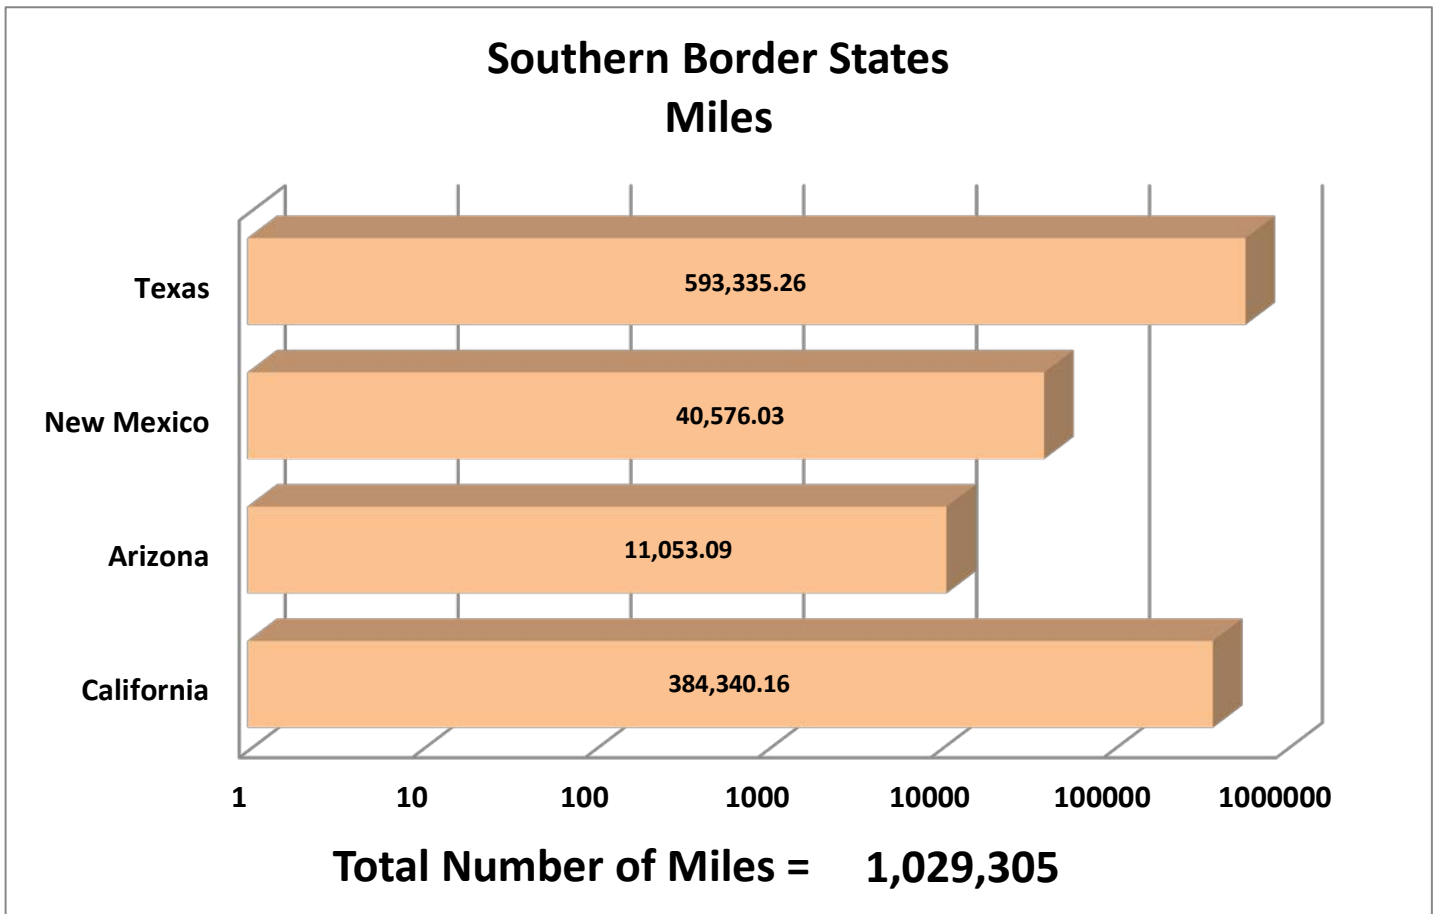 Southern Border States
Miles
Texas
593,335.26
New Mexico
40,576.03
Arizona
11,053.09
California
384,340.16
1 10 100 1000 10000 100000 1000000
Total Number of Miles = 1,029,305